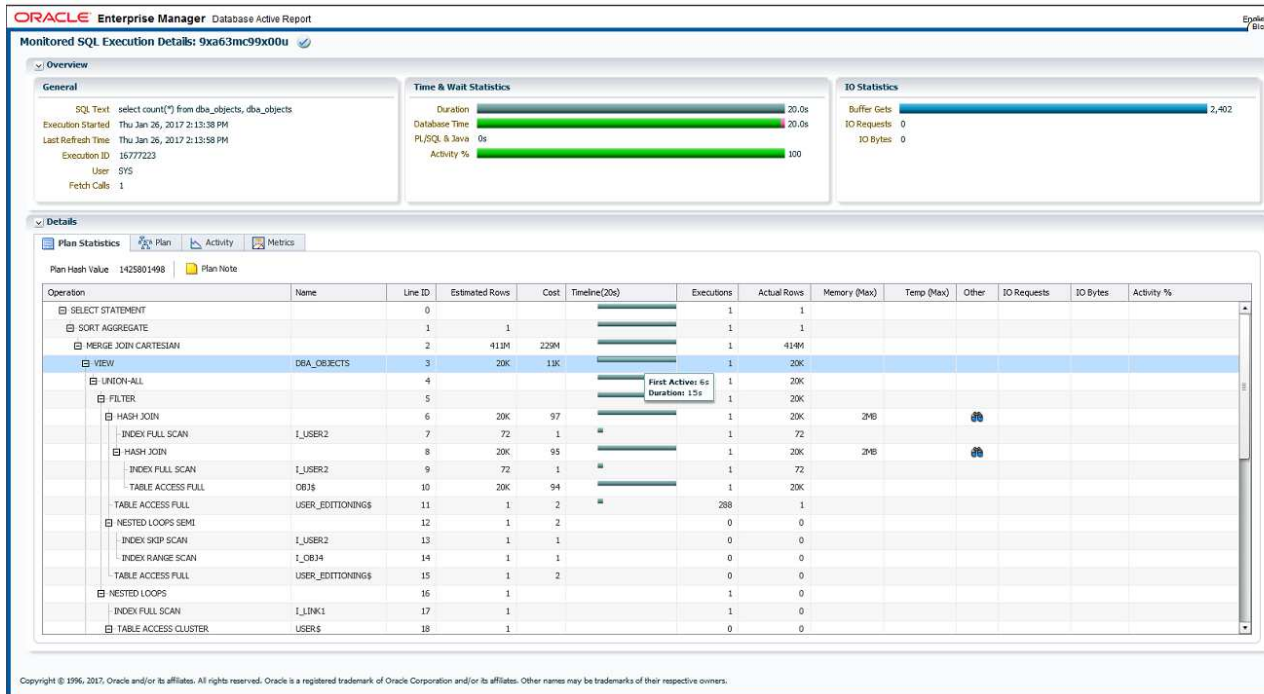 ORACLE Enterprise Manager Database Active Report
Monitored SQL Execution Details: 9xa63mc99x00u
Overview
General
SQL Text select count(*) from dba_objects, dba_objects
Execution Started Thu Jan 26, 2017 2:13:38 PM
Last Refresh Time Thu Jan 26, 2017 2:13:58 PM
Execution ID 16777223
User SYS
Fetch Calls 1
Time & Wait Statistics
Duration 20.0s
Database Time 20.0s
PL/SQL & Java 0s
Activity % 100
IO Statistics
Buffer Gets 2,402
IO Requests 0
IO Bytes 0
Details
Plan Statistics Plan Activity Metrics
Plan Hash Value 1425801498 Plan Note
Operation Name Line ID Estimated Rows Cost Timeline(20s) Executions Actual Rows Memory (Max) Temp (Max) Other IO Requests IO Bytes Activity %
SELECT STATEMENT 0 1 1
SORT AGGREGATE 1 1 1 1
MERGE JOIN CARTESIAN 2 411M 229M 1 414M
VIEW DBA_OBJECTS 3 20K 11K 1 20K
First Active: 6s
Duration: 15s
UNION-ALL 4 1 20K
FILTER 5 1 20K
HASH JOIN 6 20K 97 1 20K 2MB
INDEX FULL SCAN I_USER2 7 72 1 1 72
HASH JOIN 8 20K 95 1 20K 2MB
INDEX FULL SCAN I_USER2 9 72 1 1 72
TABLE ACCESS FULL OBJ$ 10 20K 94 1 20K
TABLE ACCESS FULL USER_EDITIONING$ 11 1 2 288 1
NESTED LOOPS SEMI 12 1 2 0 0
INDEX SKIP SCAN I_USER2 13 1 1 0 0
INDEX RANGE SCAN I_OBJ4 14 1 1 0 0
TABLE ACCESS FULL USER_EDITIONING$ 15 1 2 0 0
NESTED LOOPS 16 1 1 0
INDEX FULL SCAN I_LINK1 17 1 1 0
TABLE ACCESS CLUSTER USER$ 18 1 0 0
Copyright © 1996, 2017, Oracle and/or its affiliates. All rights reserved. Oracle is a registered trademark of Oracle Corporation and/or its affiliates. Other names may be trademarks of their respective owners.